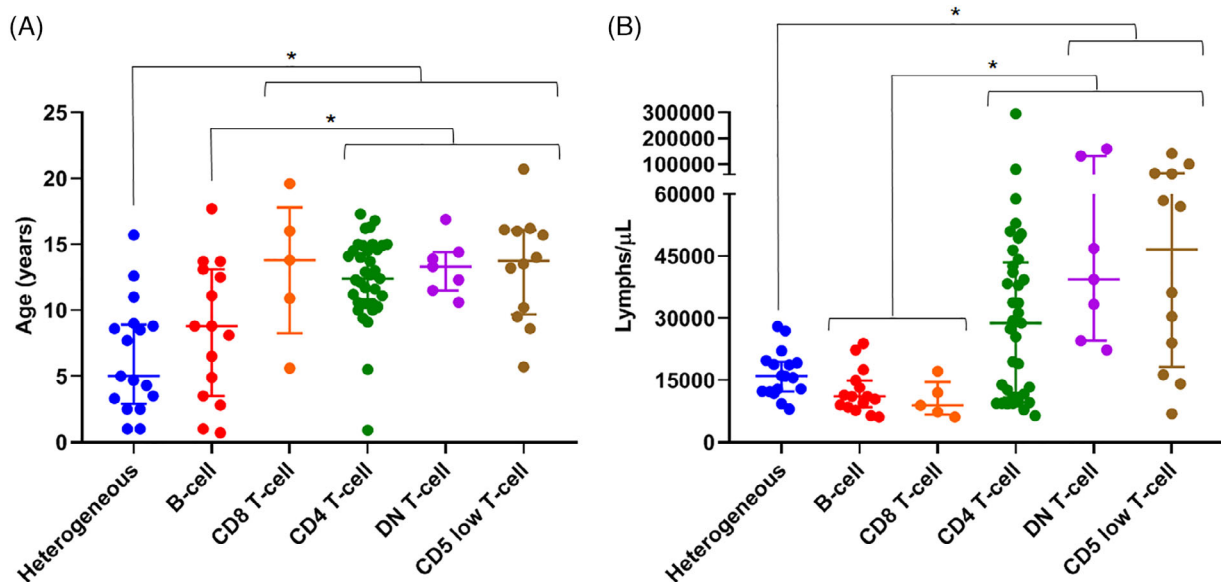 (A)
*
*
Age (years)
25
20
15
10
5
0
Heterogeneous
B-cell
CD8 T-cell
CD4 T-cell
DN T-cell
CD5 low T-cell
(B)
*
*
Lymphs/μL
300000
200000
100000
60000
45000
30000
15000
0
Heterogeneous
B-cell
CD8 T-cell
CD4 T-cell
DN T-cell
CD5 low T-cell